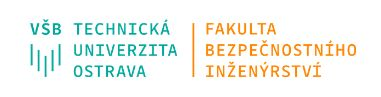 VŠB TECHNICKÁ
UNIVERZITA
OSTRAVA
FAKULTA
BEZPEČNOSTNÍHO
INŽENÝRSTVÍ